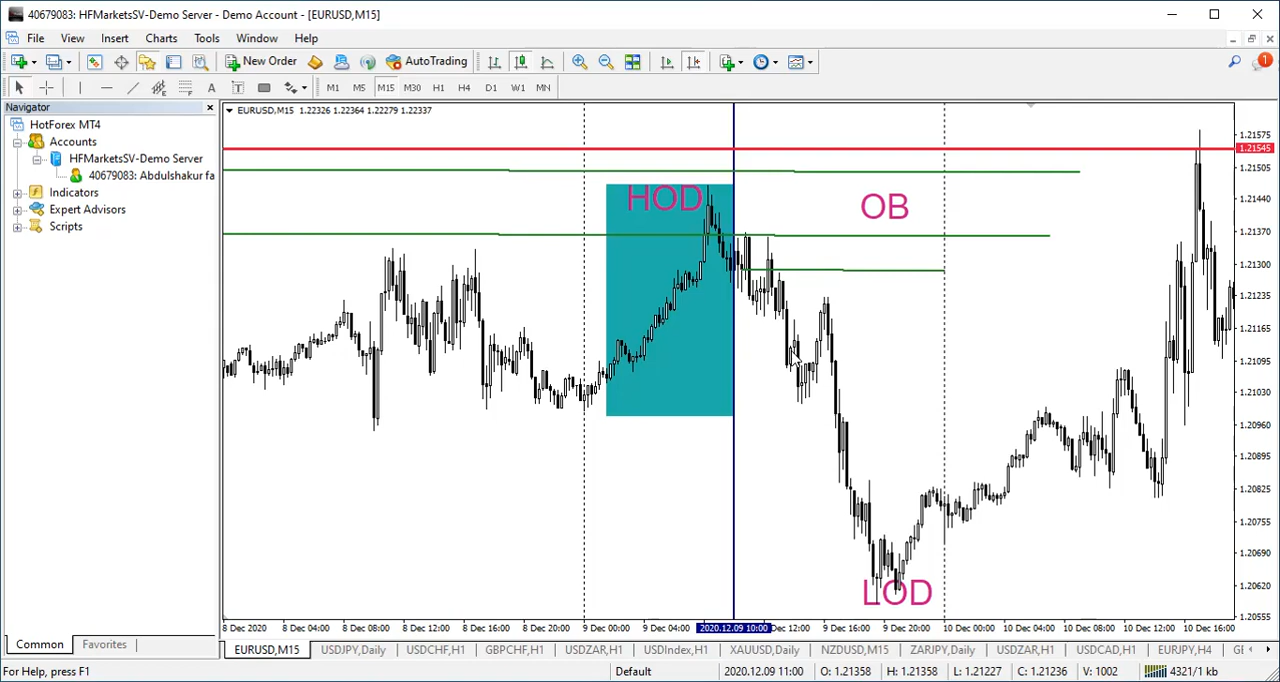 40679083: HFMarketsSV-Demo Server - Demo Account - [EURUSD,M15]
File View Insert Charts Tools Window Help
New Order AutoTrading 1
A T M1 M5 M15 M30 H1 H4 D1 W1 MN
Navigator
HotForex MT4
Accounts
HFMarketsSV-Demo Server
40679083: Abdulshakur fa
Indicators
Expert Advisors
Scripts
Common Favorites
EURUSD,M15 1.22326 1.22364 1.22279 1.22337
HOD
OB
LOD
1.21575
1.21545
1.21505
1.21440
1.21370
1.21300
1.21235
1.21165
1.21095
1.21030
1.20960
1.20895
1.20825
1.20755
1.20690
1.20620
1.20555
8 Dec 2020 8 Dec 04:00 8 Dec 08:00 8 Dec 12:00 8 Dec 16:00 8 Dec 20:00 9 Dec 00:00 9 Dec 04:00 2020.12.09 10:00 Dec 12:00 9 Dec 16:00 9 Dec 20:00 10 Dec 00:00 10 Dec 04:00 10 Dec 08:00 10 Dec 12:00 10 Dec 16:00
EURUSD,M15 USDJPY,Daily USDCHF,H1 GBPCHF,H1 USDZAR,H1 USDIndex,H1 XAUUSD,Daily NZDUSD,M15 ZARJPY,Daily USDZAR,H1 USDCAD,H1 EURJPY,H4 GE
For Help, press F1 Default 2020.12.09 11:00 O: 1.21358 H: 1.21358 L: 1.21227 C: 1.21236 V: 1002 4321/1 kb